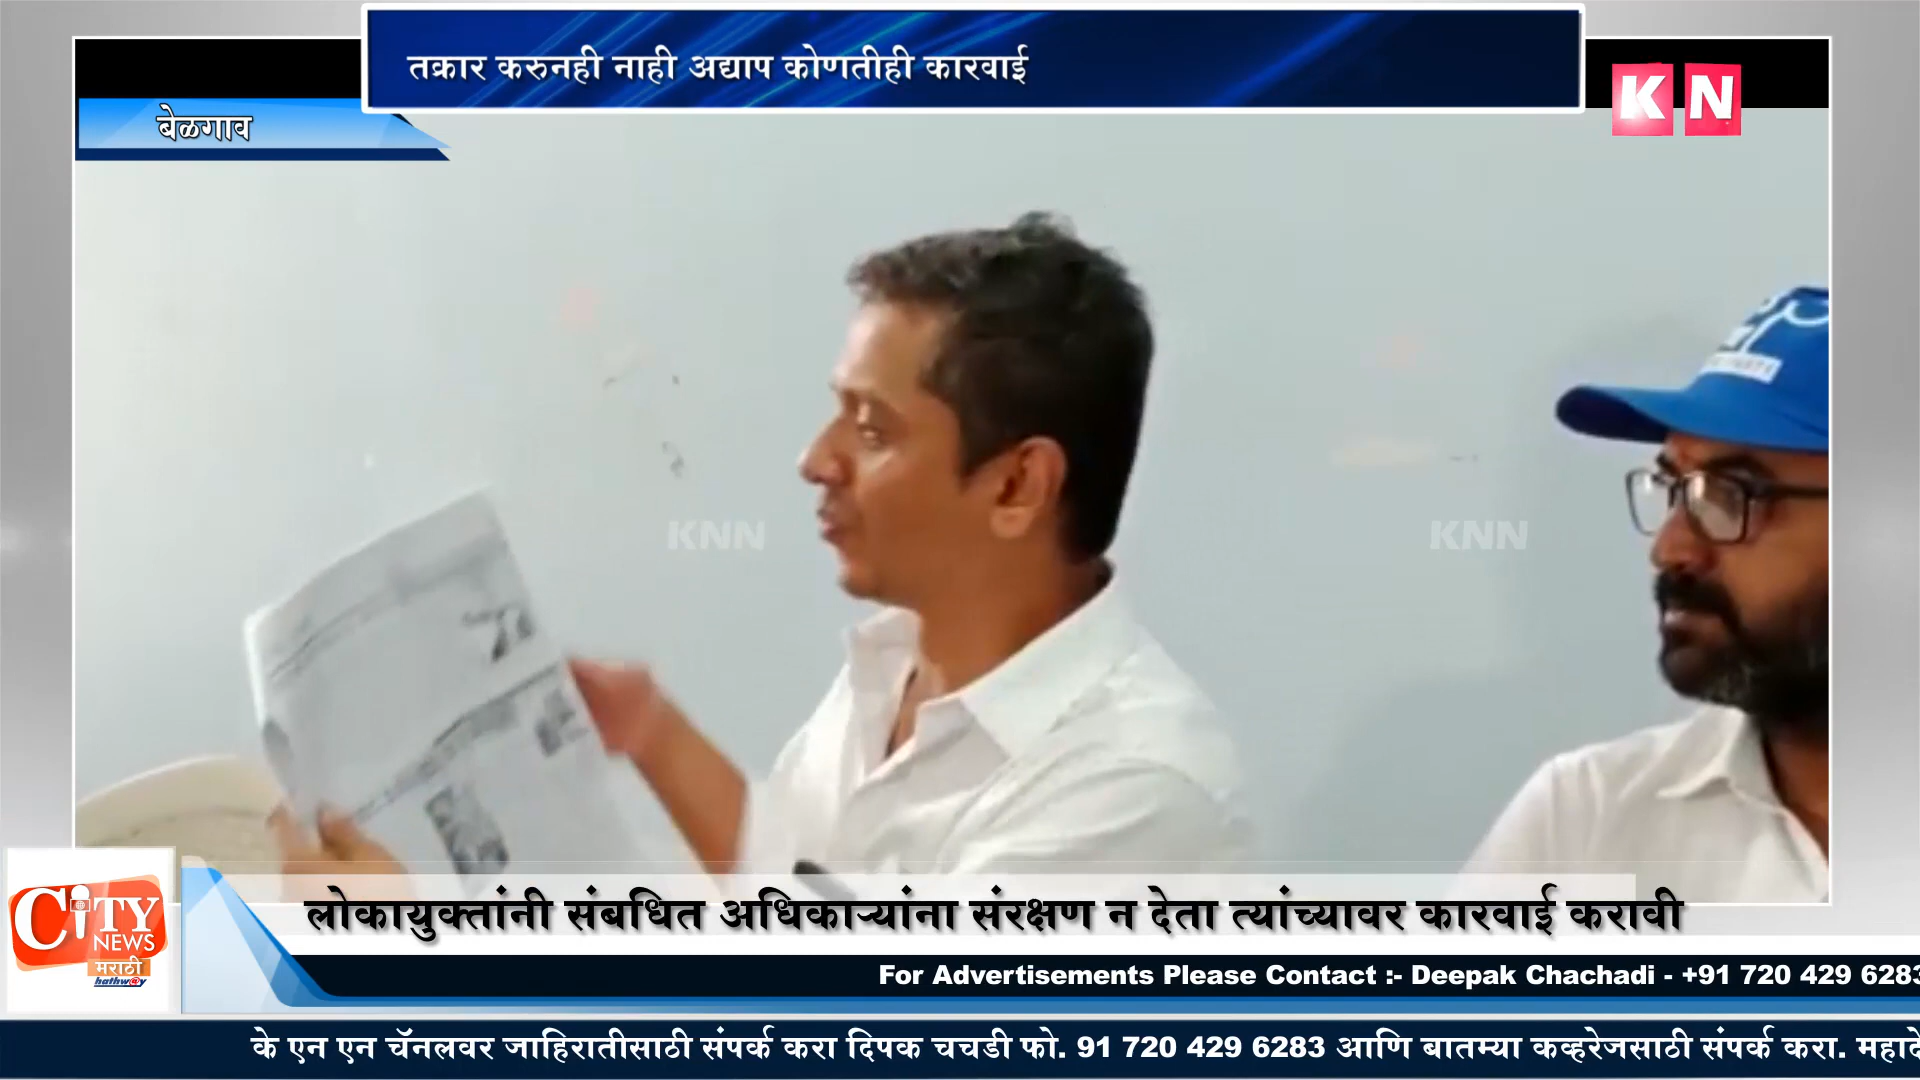 तक्रार करुनही नाही अद्याप कोणतीही कारवाई
KN
बेळगाव
KNN KNN
लोकायुक्तांनी संबधित अधिकाऱ्यांना संरक्षण न देता त्यांच्यावर कारवाई करावी
CiTY
NEWS
मराठी
hathway
For Advertisements Please Contact :- Deepak Chachadi - +91 720 429 6283
के एन एन चॅनलवर जाहिरातीसाठी संपर्क करा दिपक चचडी फो. 91 720 429 6283 आणि बातम्या कव्हरेजसाठी संपर्क करा. महादे